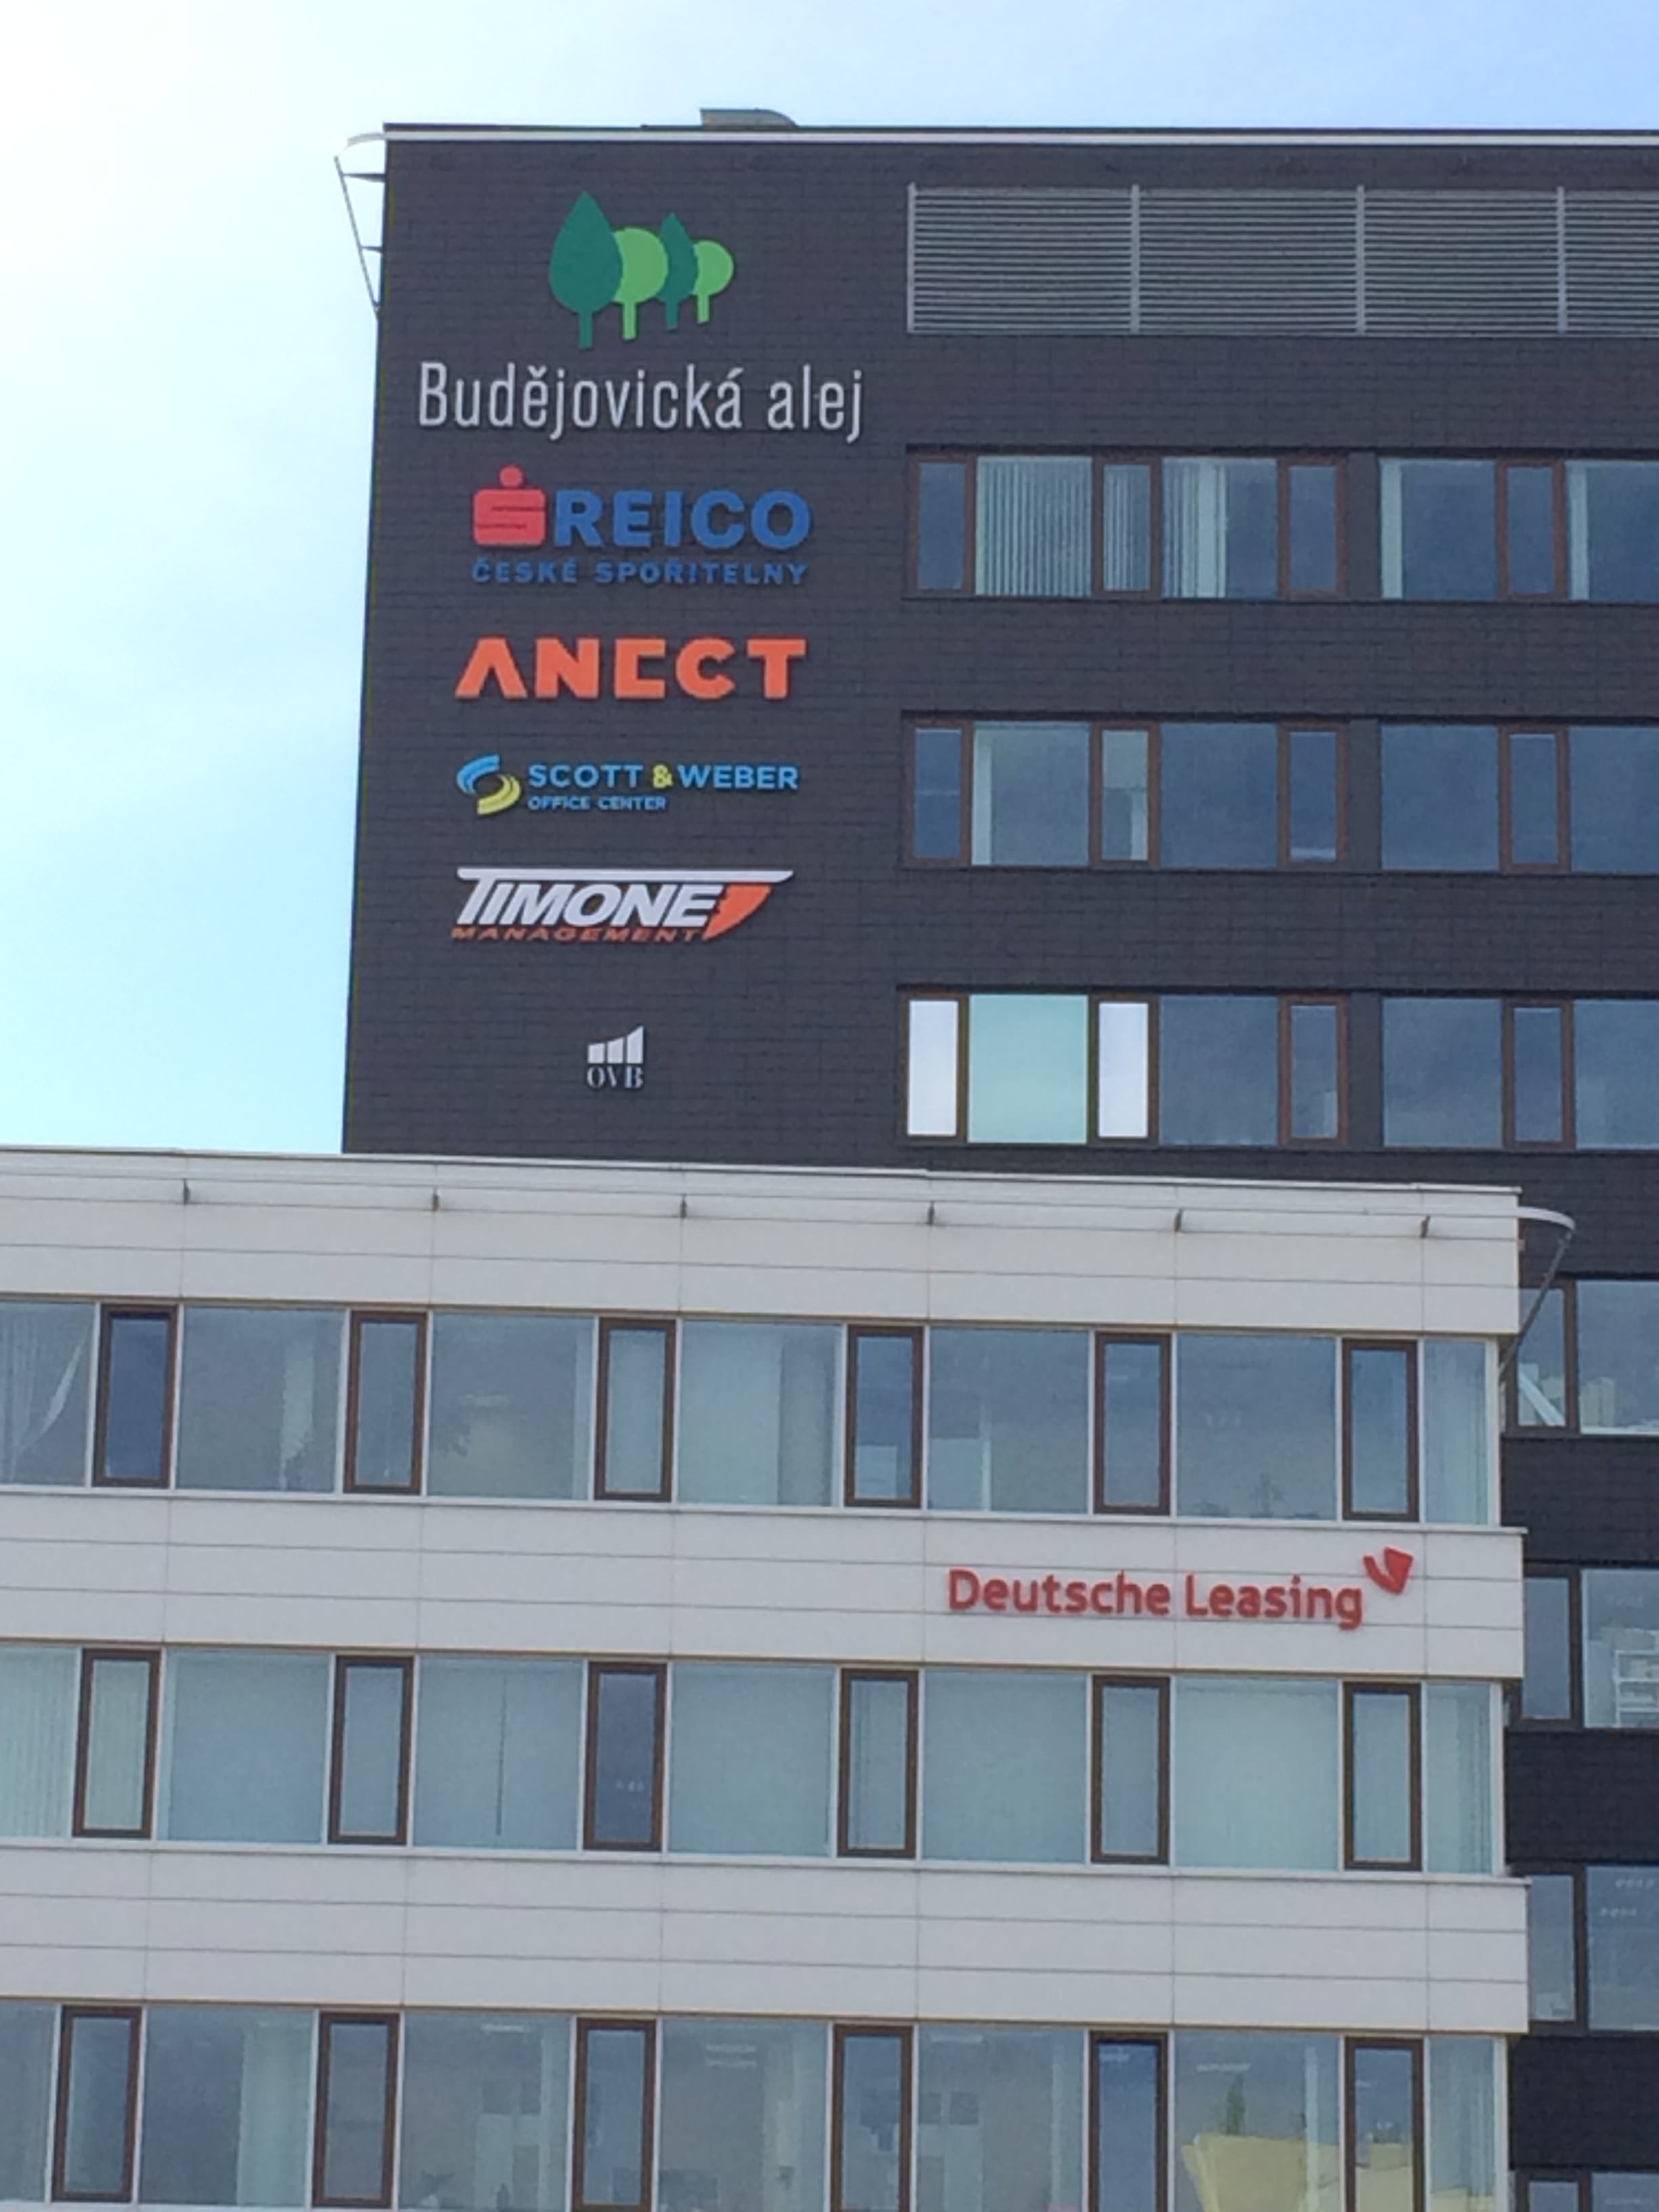 Budějovická alej
REICO
ČESKÉ SPOŘITELNY
ANECT
SCOTT & WEBER
OFFICE CENTER
TIMONE
MANAGEMENT
OVB
Deutsche Leasing